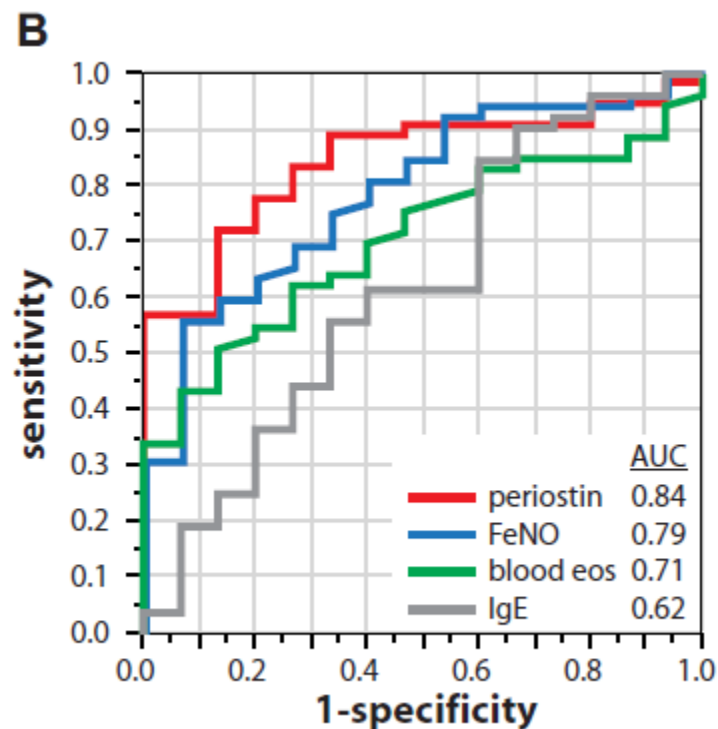 B
1.0
0.9
0.8
0.7
0.6
0.5
0.4
0.3
0.2
0.1
0.0
sensitivity
AUC
periostin 0.84
FeNO 0.79
blood eos 0.71
IgE 0.62
0.0 0.2 0.4 0.6 0.8 1.0
1-specificity